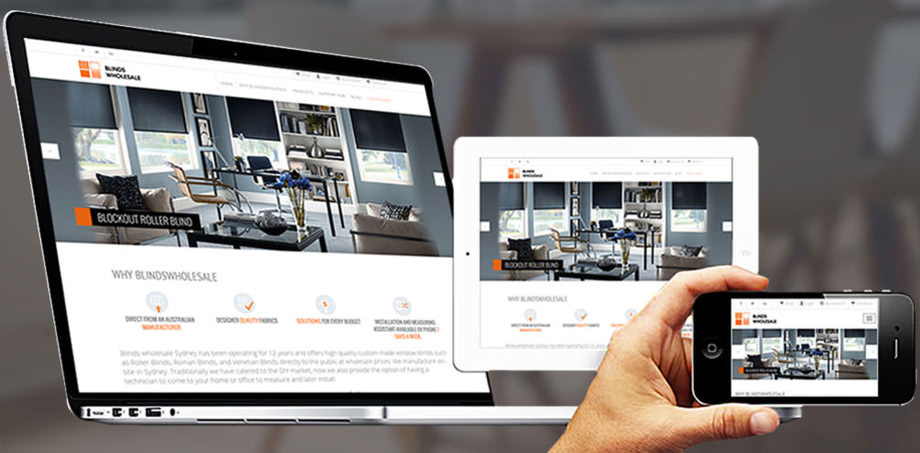 BLINDS
WHOLESALE
HOME WHY BLINDSWHOLESALE? PRODUCTS SUPPORT HUB BLOG
BLOCKOUT ROLLER BLIND
WHY BLINDSWHOLESALE
DIRECT FROM AN AUSTRALIAN
MANUFACTURER
DESIGNER QUALITY FABRICS
SOLUTIONS FOR EVERY BUDGET
INSTALLATION AND MEASURING
ASSISTANT AVAILABLE BY PHONE 7
DAYS A WEEK.
Blinds wholesale Sydney has been operating for 13 years and offers high quality custom made window blinds such
as Roller Blinds, Roman Blinds, and Venetian Blinds directly to the public at wholesale prices. We manufacture on-
site in Sydney. Traditionally we have catered to the DIY market, now we also provide the option of having a
technician to come to your home or office to measure and later install.
BLINDS
WHOLESALE
BLOCKOUT ROLLER BLIND
WHY BLINDSWHOLESALE
DIRECT FROM AN AUSTRALIAN
MANUFACTURER
DESIGNER QUALITY FABRICS
BLINDS
WHOLESALE
BLOCKOUT ROLLER BLIND
WHY BLINDSWHOLESALE